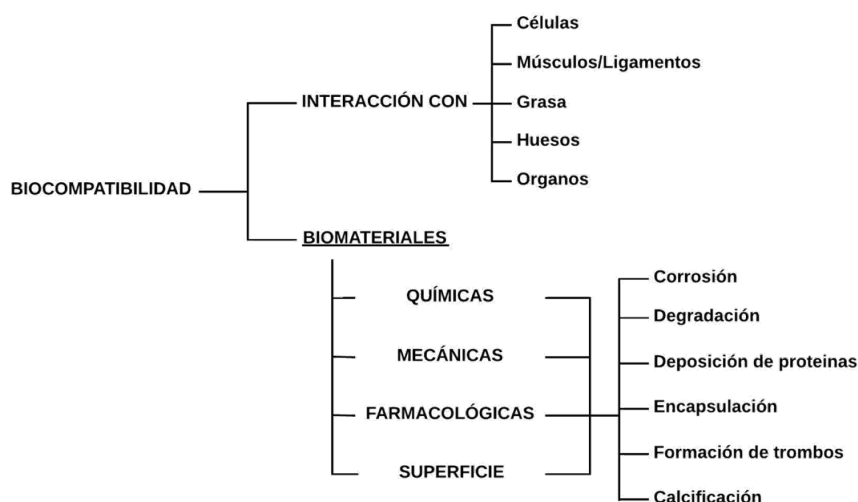 BIOCOMPATIBILIDAD
INTERACCIÓN CON
Células
Músculos/Ligamentos
Grasa
Huesos
Organos
BIOMATERIALES
QUÍMICAS
MECÁNICAS
FARMACOLÓGICAS
SUPERFICIE
Corrosión
Degradación
Deposición de proteinas
Encapsulación
Formación de trombos
Calcificación